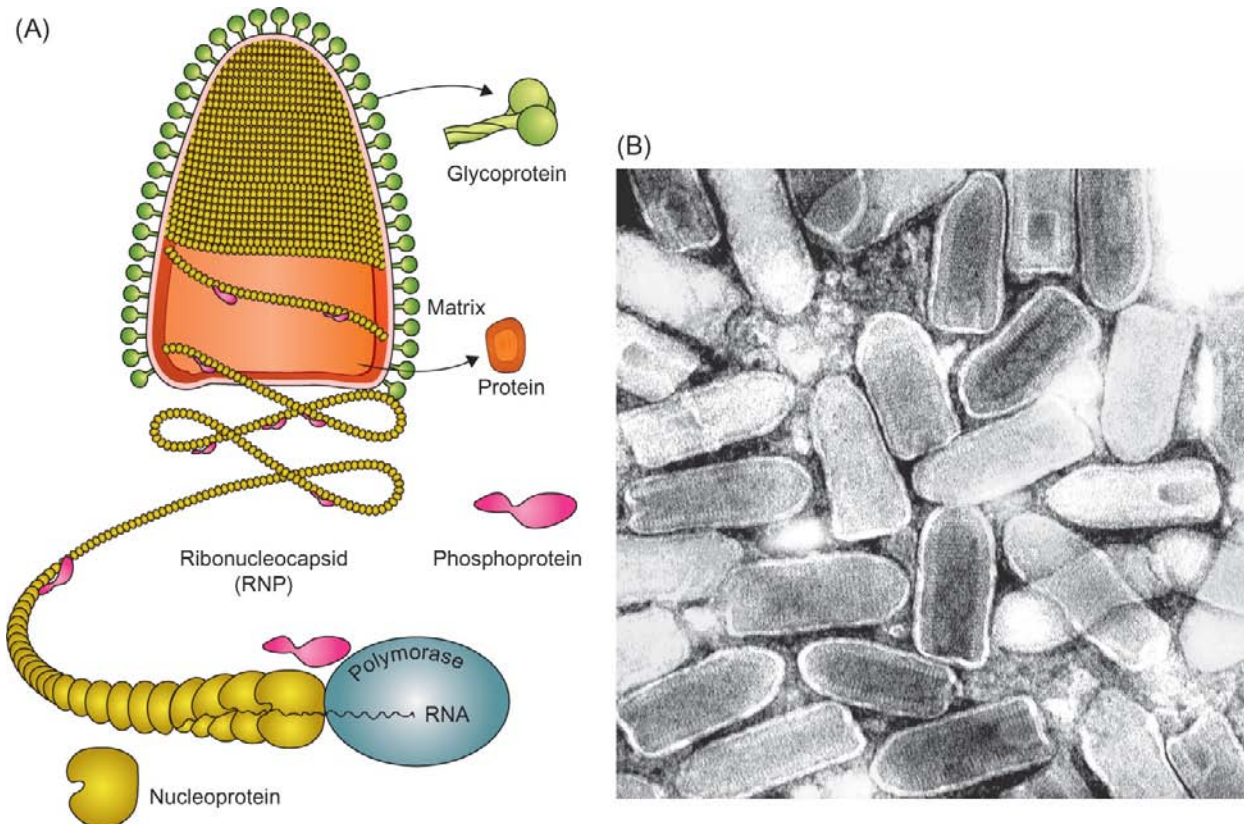 (A)
Glycoprotein
(B)
Matrix
Protein
Ribonucleocapsid
(RNP)
Phosphoprotein
Polymorase
RNA
Nucleoprotein